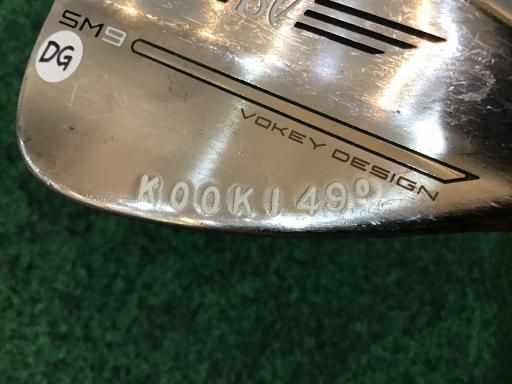 SM9
DG
VOKEY DESIGN
KOOKI 49°